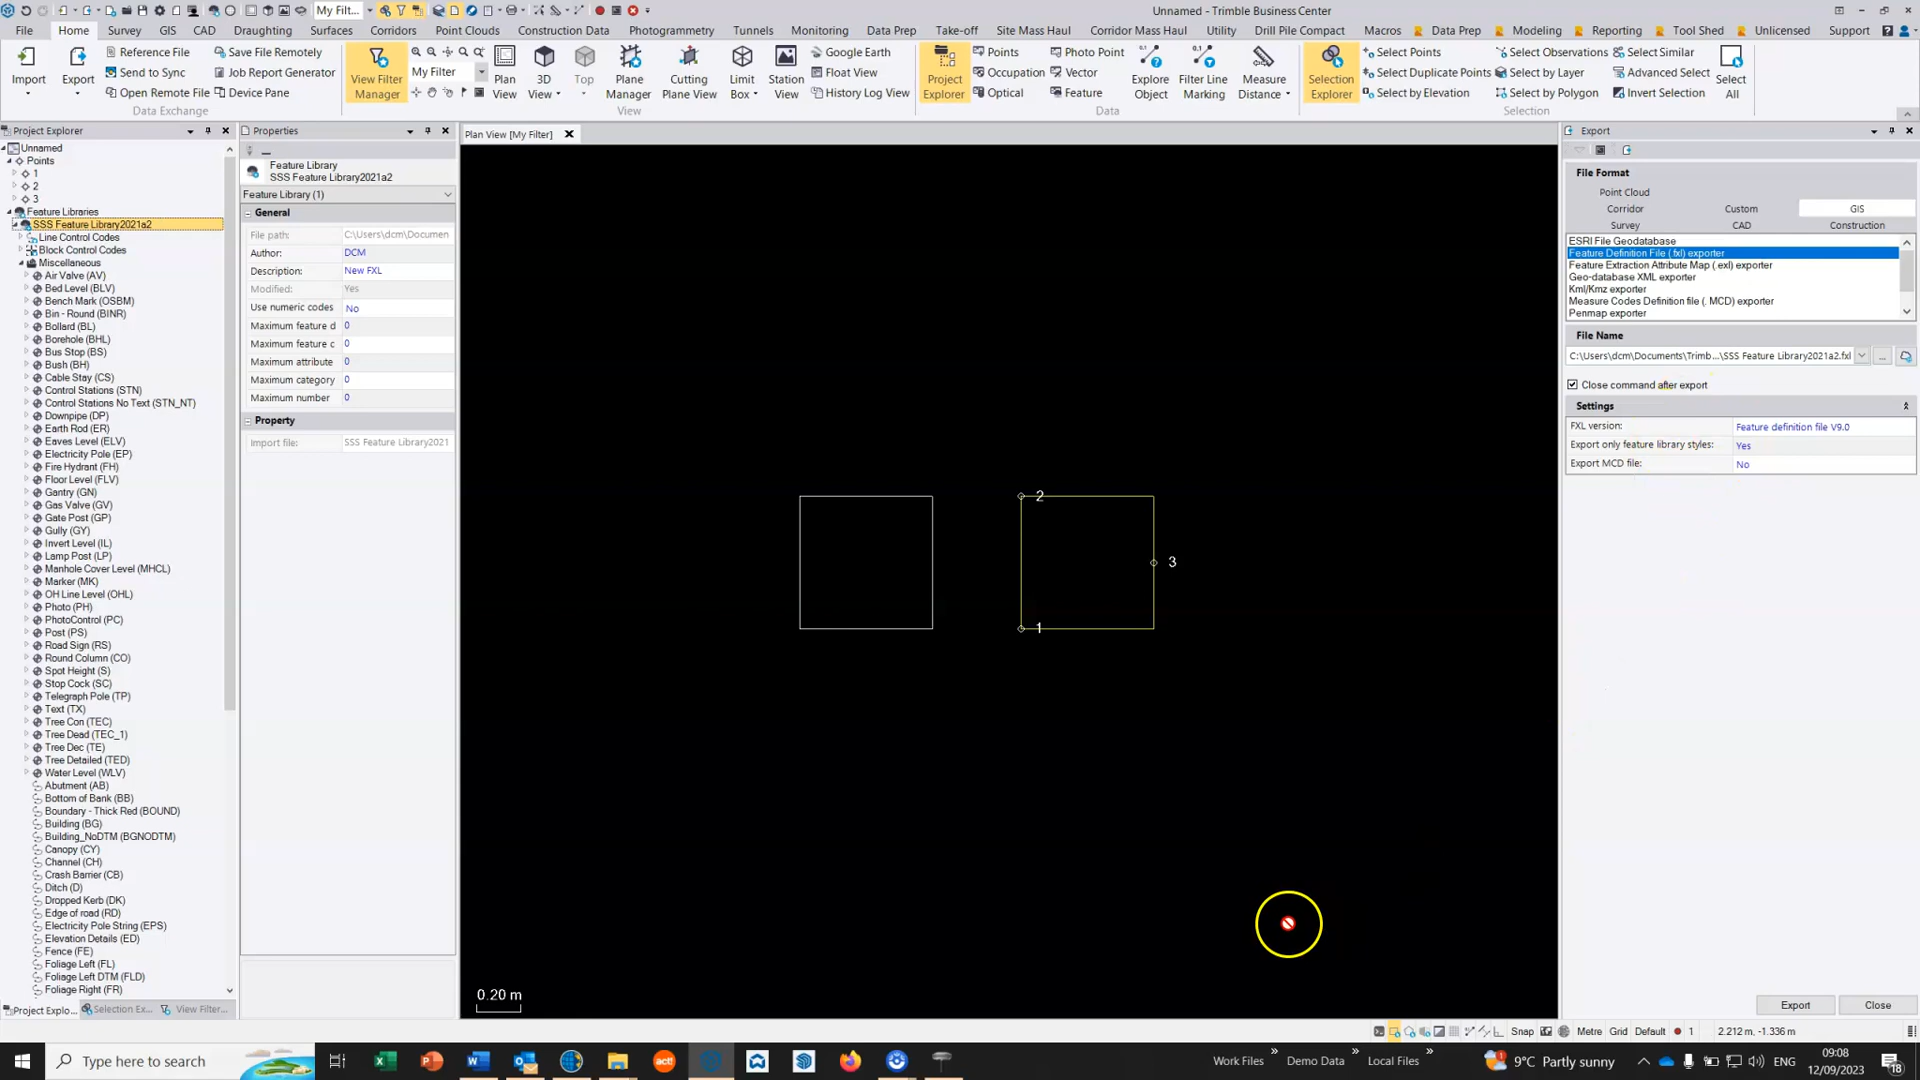 My Filt...
Unnamed - Trimble Business Center
File Home Survey GIS CAD Draughting Surfaces Corridors Point Clouds Construction Data Photogrammetry Tunnels Monitoring Data Prep Take-off Site Mass Haul Corridor Mass Haul Utility Drill Pile Compact Macros Data Prep Modeling Reporting Tool Shed Unlicensed Support
Import
Export
Reference File
Send to Sync
Open Remote File
Save File Remotely
Job Report Generator
Device Pane
Data Exchange
View Filter Manager
My Filter
Plan View
3D View
Top
Plane Manager
Cutting Plane View
Limit Box
Station View
Google Earth
Float View
History Log View
View
Project Explorer
Points
Occupation
Optical
Photo Point
Vector
Feature
Explore Object
Filter Line Marking
Measure Distance
Data
Selection Explorer
Select Points
Select Duplicate Points
Select by Elevation
Select Observations
Select by Layer
Select by Polygon
Select Similar
Advanced Select
Invert Selection
Select All
Selection
Project Explorer
Unnamed
Points
1
2
3
Feature Libraries
SSS Feature Library2021a2
Line Control Codes
Block Control Codes
Miscellaneous
Air Valve (AV)
Bed Level (BLV)
Bench Mark (OSBM)
Bin - Round (BINR)
Bollard (BL)
Borehole (BHL)
Bus Stop (BS)
Bush (BH)
Cable Stay (CS)
Control Stations (STN)
Control Stations No Text (STN_NT)
Downpipe (DP)
Earth Rod (ER)
Eaves Level (ELV)
Electricity Pole (EP)
Fire Hydrant (FH)
Floor Level (FLV)
Gantry (GN)
Gas Valve (GV)
Gate Post (GP)
Gully (GY)
Invert Level (IL)
Lamp Post (LP)
Manhole Cover Level (MHCL)
Marker (MK)
OH Line Level (OHL)
Photo (PH)
PhotoControl (PC)
Post (PS)
Road Sign (RS)
Round Column (CO)
Spot Height (S)
Stop Cock (SC)
Telegraph Pole (TP)
Text (TX)
Tree Con (TEC)
Tree Dead (TEC_1)
Tree Dec (TE)
Tree Detailed (TED)
Water Level (WLV)
Abutment (AB)
Bottom of Bank (BB)
Boundary - Thick Red (BOUND)
Building (BG)
Building_NoDTM (BGNODTM)
Canopy (CY)
Channel (CH)
Crash Barrier (CB)
Ditch (D)
Dropped Kerb (DK)
Edge of road (RD)
Electricity Pole String (EPS)
Elevation Details (ED)
Fence (FE)
Foliage Left (FL)
Foliage Left DTM (FLD)
Foliage Right (FR)
Project Explo... Selection Ex... View Filter...
Properties
Feature Library
SSS Feature Library2021a2
Feature Library (1)
General
File path: C:\Users\dcm\Documen
Author: DCM
Description: New FXL
Modified: Yes
Use numeric codes No
Maximum feature d 0
Maximum feature c 0
Maximum attribute 0
Maximum category 0
Maximum number 0
Property
Import file: SSS Feature Library2021
Plan View [My Filter]
2
3
1
0.20 m
Export
File Format
Point Cloud
Corridor Custom GIS
Survey CAD Construction
ESRI File Geodatabase
Feature Definition File (.fxl) exporter
Feature Extraction Attribute Map (.exl) exporter
Geo-database XML exporter
Kml/Kmz exporter
Measure Codes Definition file (. MCD) exporter
Penmap exporter
File Name
C:\Users\dcm\Documents\Trimb...\SSS Feature Library2021a2.fxl
...
Close command after export
Settings
FXL version: Feature definition file V9.0
Export only feature library styles: Yes
Export MCD file: No
Export Close
Snap Metre Grid Default 1 2.212 m, -1.336 m
Type here to search
act!
Work Files » Demo Data » Local Files »
9°C Partly sunny
ENG
09:08
12/09/2023
18